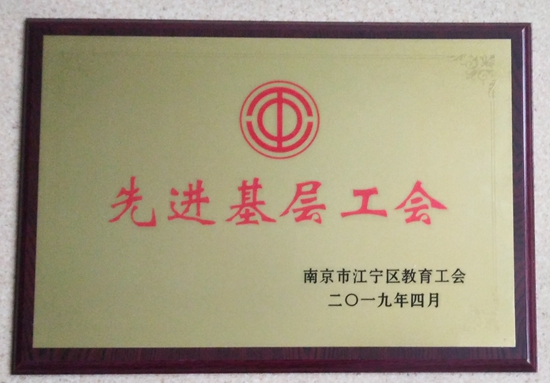 先进基层工会
南京市江宁区教育工会
二〇一九年四月